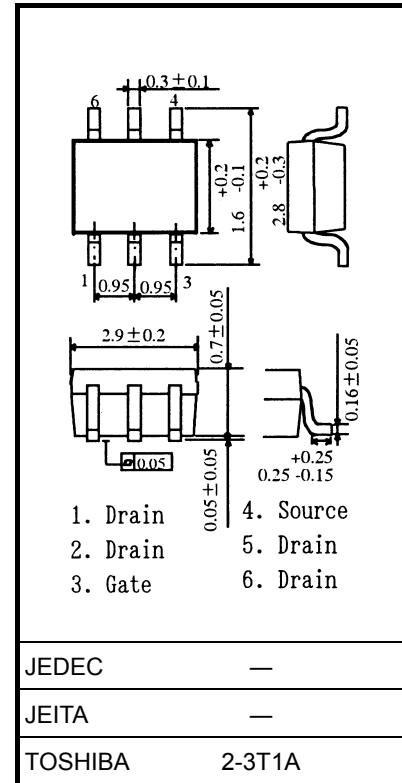 0.3±0.1
6 4
+0.2
1.6 -0.1
+0.2
2.8 -0.3
1 0.95 0.95 3
2.9±0.2
0.7±0.05
0.16±0.05
0.05
0.05±0.05
+0.25
0.25 -0.15
1. Drain
2. Drain
3. Gate
4. Source
5. Drain
6. Drain
JEDEC —
JEITA —
TOSHIBA 2-3T1A